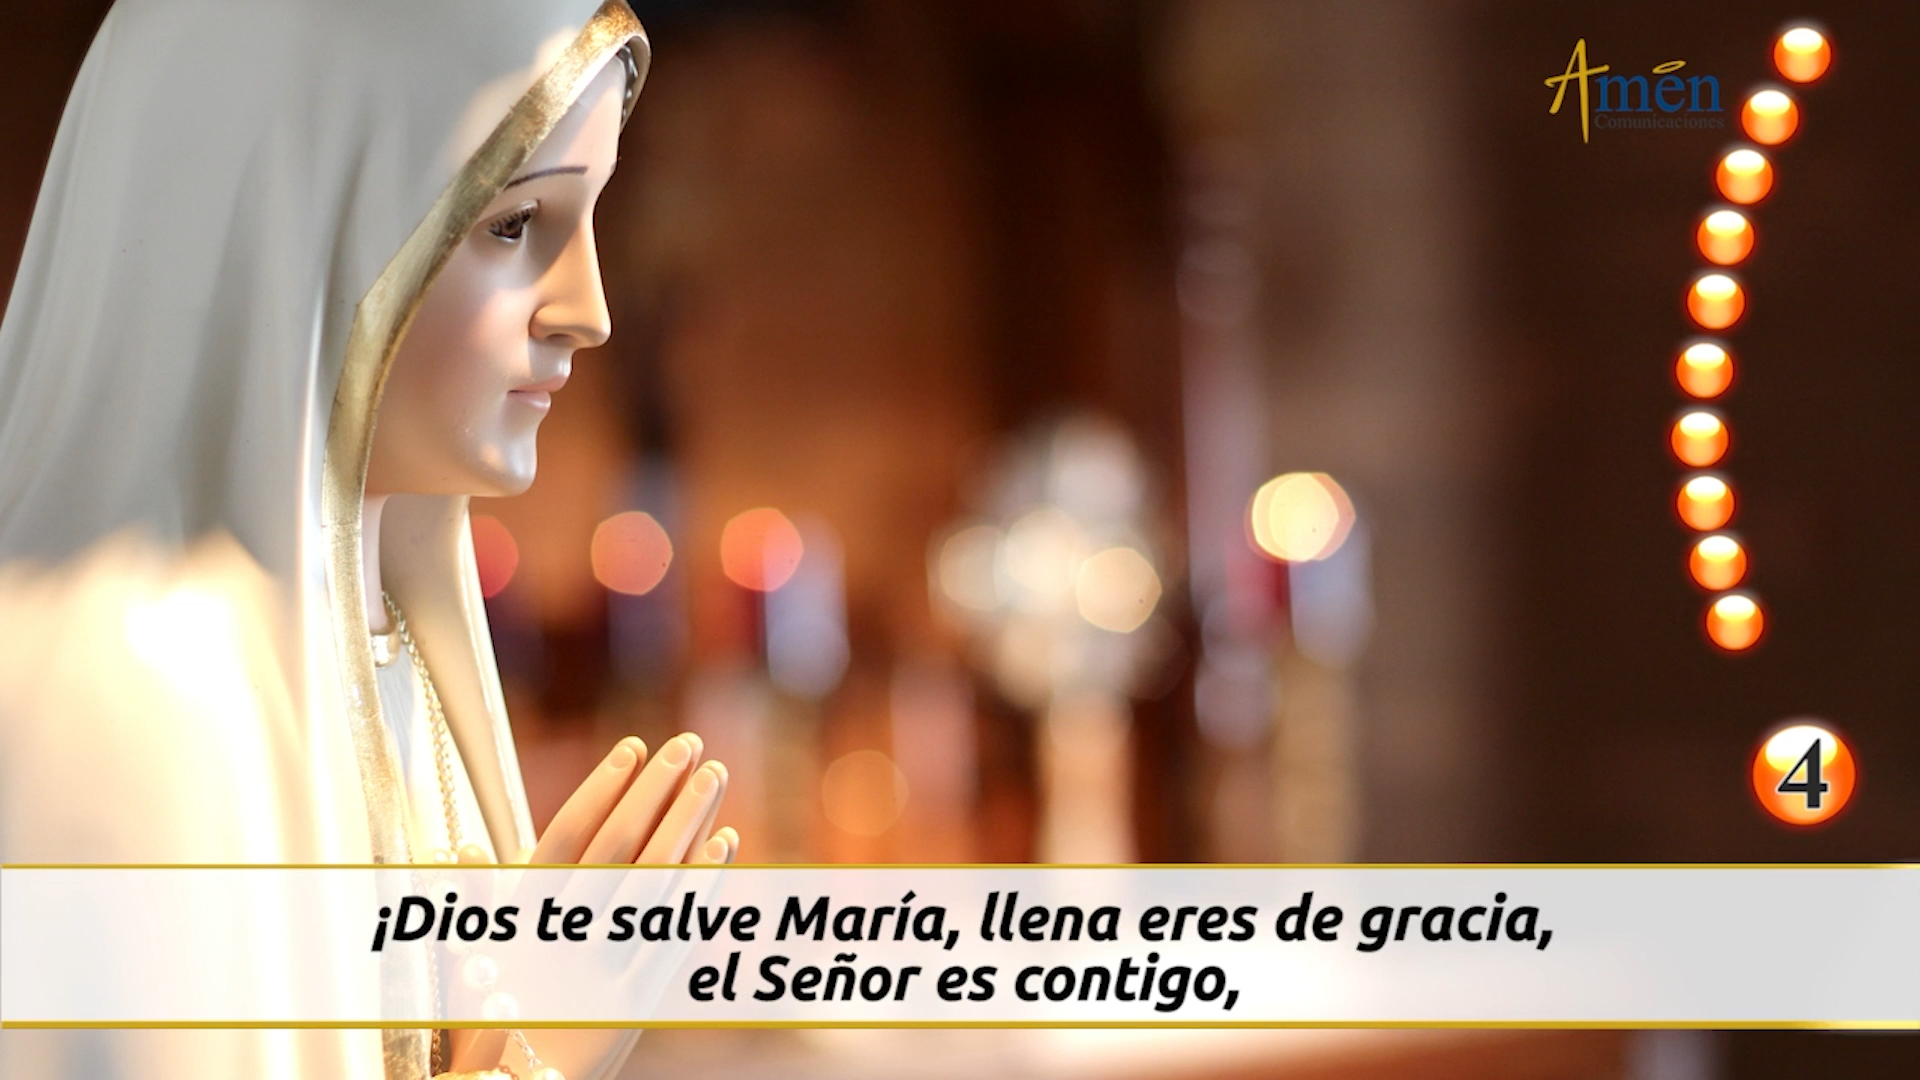 Amén
Comunicaciones
4
¡Dios te salve María, llena eres de gracia,
el Señor es contigo,